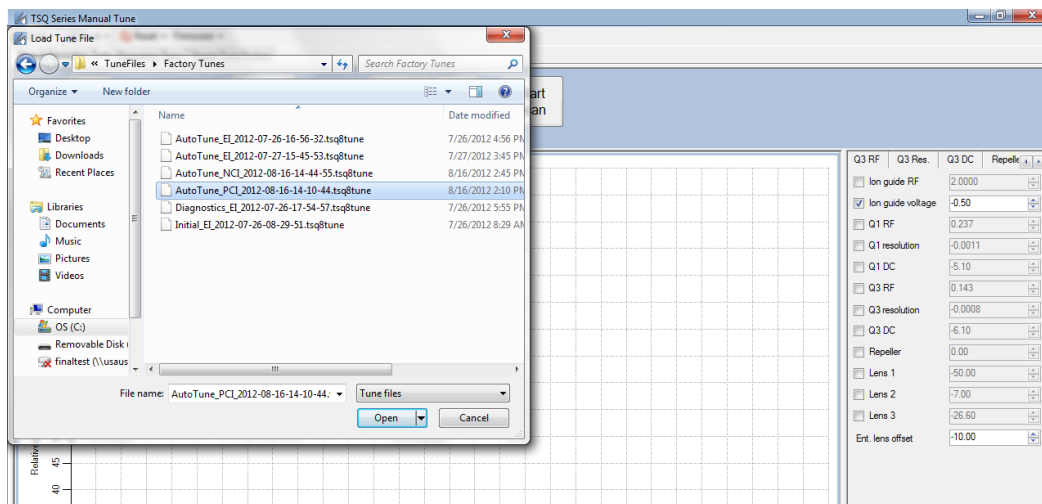 TSQ Series Manual Tune
Load Tune File
« TuneFiles ▸ Factory Tunes
Search Factory Tunes
Organize New folder
Name Date modified
Favorites
Desktop
Downloads
Recent Places
Libraries
Documents
Music
Pictures
Videos
Computer
OS (C:)
Removable Disk
finaltest (\\usaus
AutoTune_EI_2012-07-26-16-56-32.tsq8tune 7/26/2012 4:56 PM
AutoTune_EI_2012-07-27-15-45-53.tsq8tune 7/27/2012 3:45 PM
AutoTune_NCI_2012-08-16-14-44-55.tsq8tune 8/16/2012 2:45 PM
AutoTune_PCI_2012-08-16-14-10-44.tsq8tune 8/16/2012 2:10 PM
Diagnostics_EI_2012-07-26-17-54-57.tsq8tune 7/26/2012 5:55 PM
Initial_EI_2012-07-26-08-29-51.tsq8tune 7/26/2012 8:29 AM
File name: AutoTune_PCI_2012-08-16-14-10-44. Tune files
Open Cancel
art
an
Q3 RF Q3 Res. Q3 DC Repelle
Ion guide RF 2.0000
Ion guide voltage -0.50
Q1 RF 0.237
Q1 resolution -0.0011
Q1 DC -5.10
Q3 RF 0.143
Q3 resolution -0.0008
Q3 DC -6.10
Repeller 0.00
Lens 1 -50.00
Lens 2 -7.00
Lens 3 -26.60
Ent. lens offset -10.00
Relative
45
40